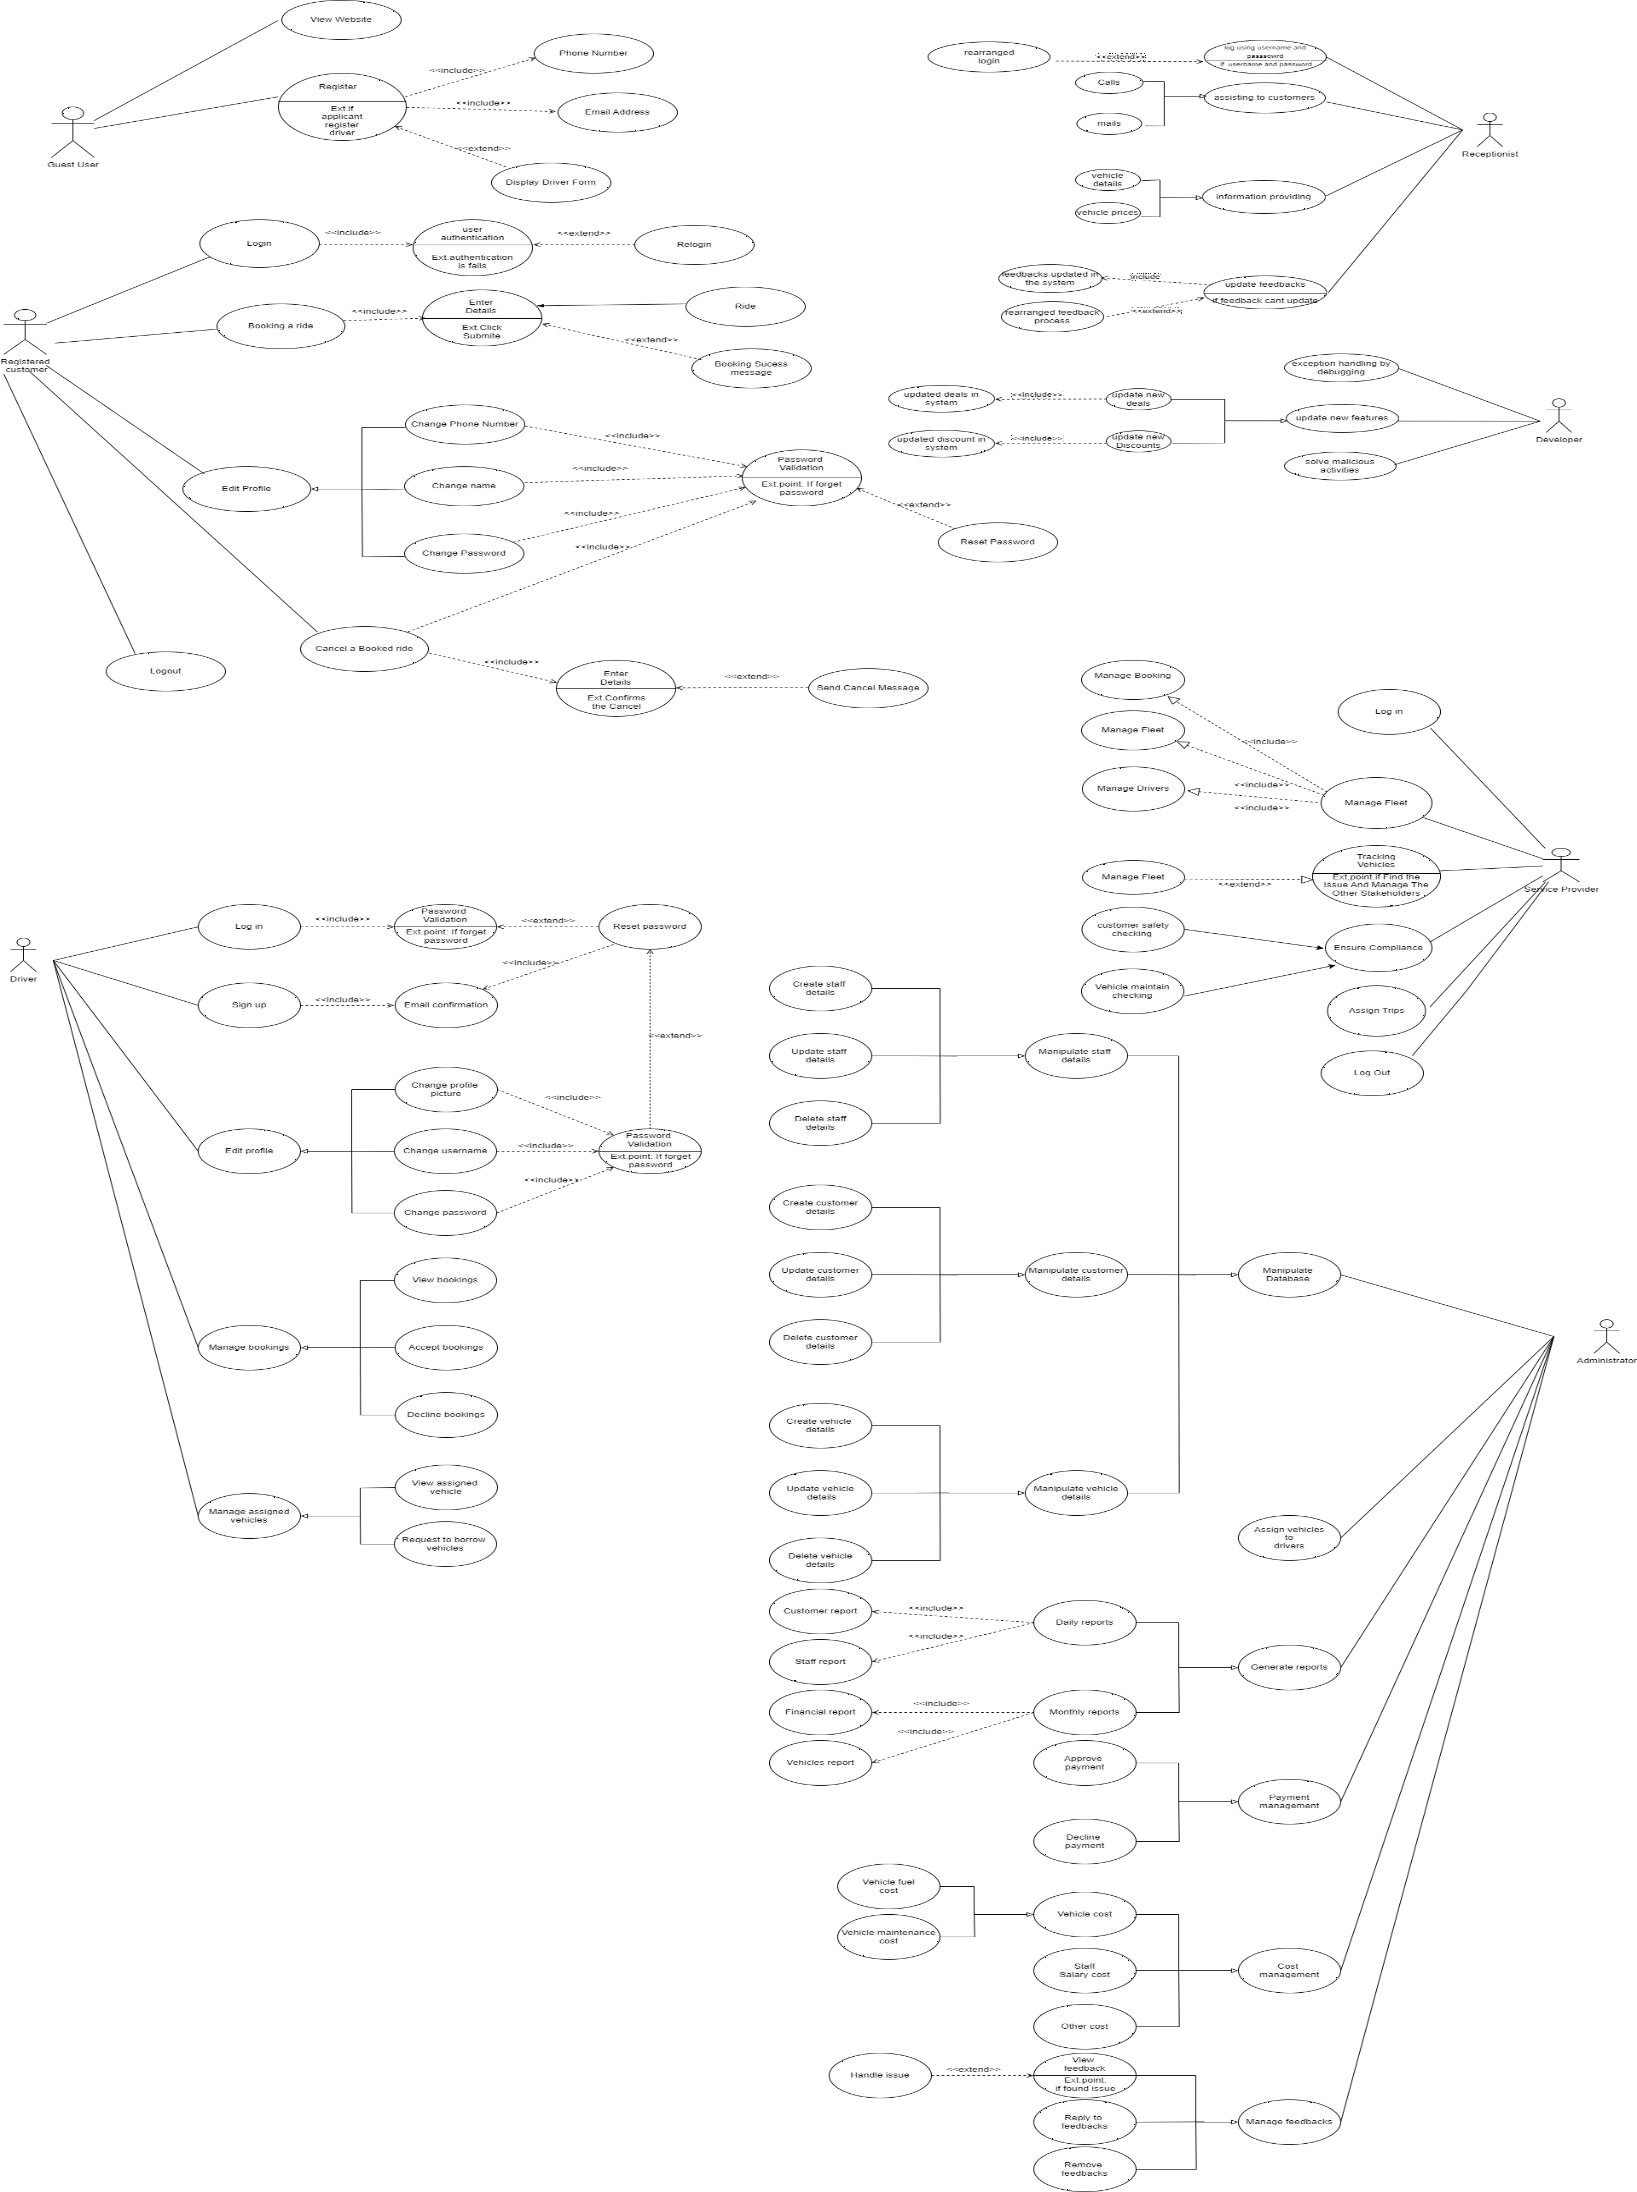 View Website
Phone Number
<<include>>
Register
Ext.if
applicant
register
driver
<<include>>
Email Address
<<extend>>
Display Driver Form
Guest User
Login
<<include>>
user
authentication
Ext.authentication
is fails
<<extend>>
Relogin
Booking a ride
<<include>>
Enter
Details
Ext.Click
Submite
Ride
<<extend>>
Booking Sucess
message
Registered
customer
Change Phone Number
<<include>>
Edit Profile
Change name
<<include>>
Password
Validation
Ext.point: If forget
password
<<include>>
<<extend>>
Change Password
<<include>>
Reset Password
Cancel a Booked ride
<<include>>
Logout
Enter
Details
Ext.Confirms
the Cancel
<<extend>>
Send Cancel Message
rearranged
login
<<extend>>
log using username and
passsowrd
if username and password
Calls
assisting to customers
mails
Receptionist
vehicle
details
vehicle prices
information providing
feedbacks updated in
the system
include
update feedbacks
if feedback cant update
rearranged feedback
process
<<extend>>
exception handling by
debugging
updated deals in
system
<<include>>
update new
deals
update new features
updated discount in
system
<<include>>
update new
Discounts
Developer
solve malicious
activities
Manage Booking
Log in
Manage Fleet
<<include>>
Manage Drivers
<<include>>
<<include>>
Manage Fleet
Manage Fleet
<<extend>>
Tracking
Vehicles
Ext.point if Find the
Issue And Manage The
Other Stakeholders
Service Provider
customer safety
checking
Ensure Compliance
Vehicle maintain
checking
Assign Trips
Log Out
Log in
<<include>>
Password
Validation
Ext.point: If forget
password
<<extend>>
Reset password
Driver
<<include>>
Sign up
<<include>>
Email confirmation
<<extend>>
Change profile
picture
<<include>>
Edit profile
Change username
<<include>>
Password
Validation
Ext.point: If forget
password
<<include>>
Change password
View bookings
Manage bookings
Accept bookings
Decline bookings
View assigned
vehicle
Manage assigned
vehicles
Request to borrow
vehicles
Create staff
details
Update staff
details
Manipulate staff
details
Delete staff
details
Create customer
details
Update customer
details
Manipulate customer
details
Manipulate
Database
Delete customer
details
Administrator
Create vehicle
details
Update vehicle
details
Manipulate vehicle
details
Delete vehicle
details
Assign vehicles
to
drivers
Customer report
<<include>>
Daily reports
<<include>>
Staff report
Generate reports
Financial report
<<include>>
Monthly reports
<<include>>
Vehicles report
Approve
payment
Payment
management
Decline
payment
Vehicle fuel
cost
Vehicle cost
Vehicle maintenance
cost
Staff
Salary cost
Cost
management
Other cost
Handle issue
<<extend>>
View
feedback
Ext.point:
if found issue
Reply to
feedbacks
Manage feedbacks
Remove
feedbacks